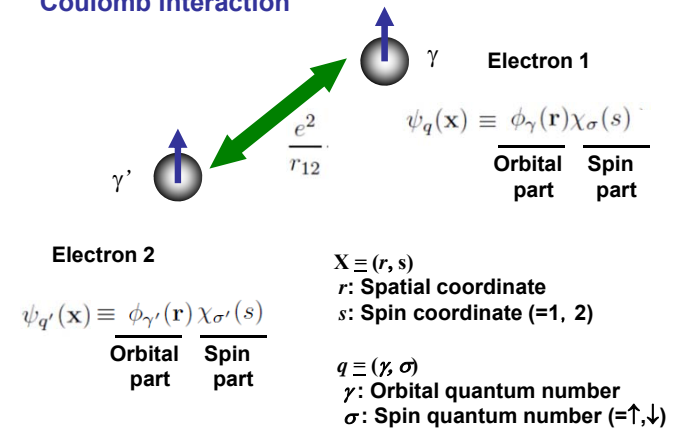 Coulomb interaction
γ
Electron 1
e²
r₁₂
ψ_q(x) ≡ ϕ_γ(r)χ_σ(s)
Orbital Spin
part part
γ'
Electron 2
ψ_q'(x) ≡ ϕ_γ'(r)χ_σ'(s)
Orbital Spin
part part
X ≡ (r, s)
r: Spatial coordinate
s: Spin coordinate (=1, 2)
q ≡ (γ, σ)
γ: Orbital quantum number
σ: Spin quantum number (=↑,↓)